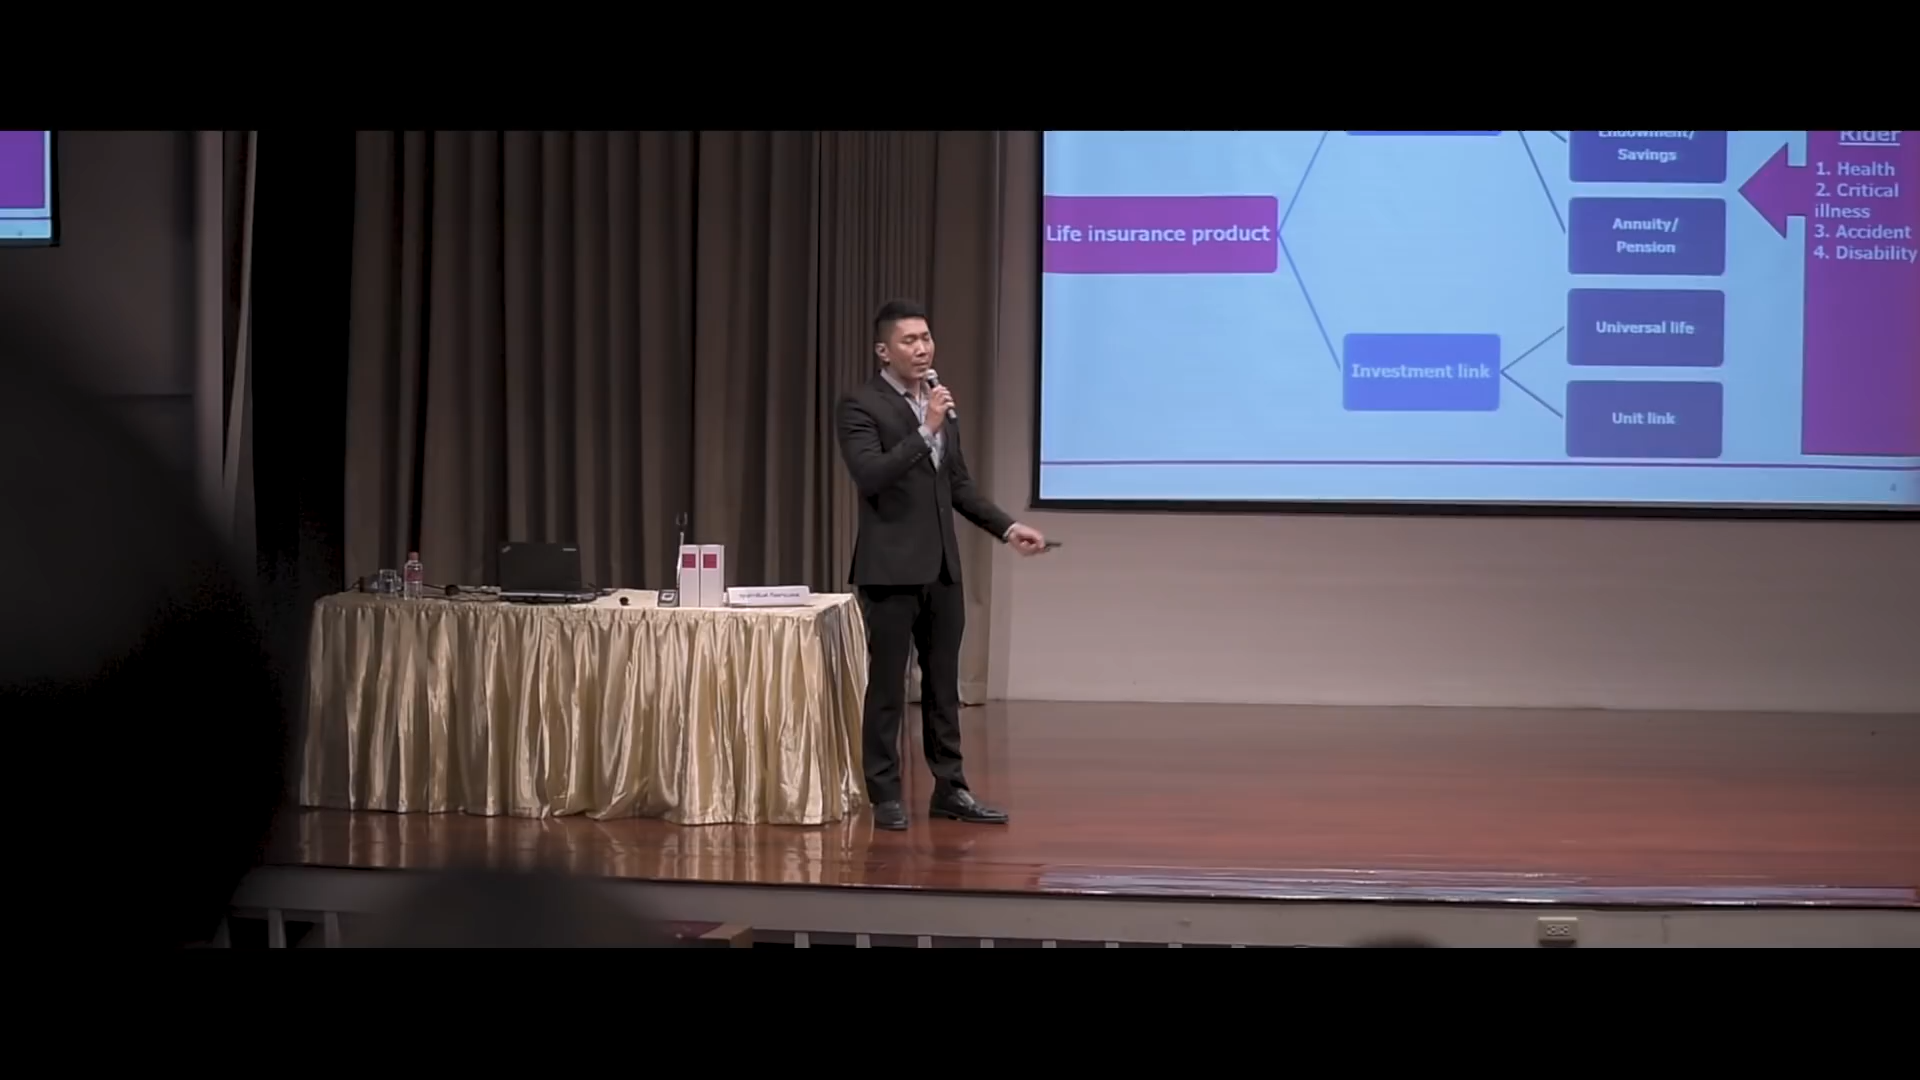 Life insurance product
Investment link
Endowment/
Savings
Annuity/
Pension
Universal life
Unit link
Rider
1. Health
2. Critical
illness
3. Accident
4. Disability